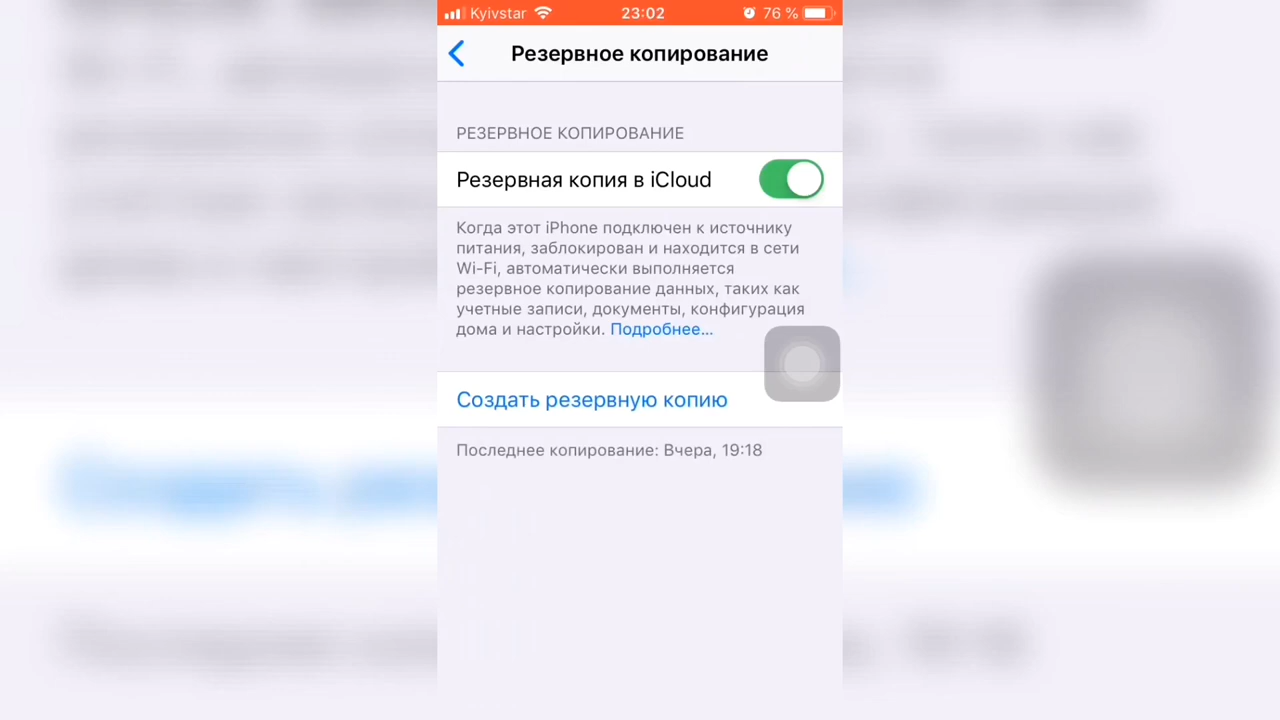 Kyivstar 23:02 76 %
Резервное копирование
РЕЗЕРВНОЕ КОПИРОВАНИЕ
Резервная копия в iCloud
Когда этот iPhone подключен к источнику
питания, заблокирован и находится в сети
Wi-Fi, автоматически выполняется
резервное копирование данных, таких как
учетные записи, документы, конфигурация
дома и настройки. Подробнее...
Создать резервную копию
Последнее копирование: Вчера, 19:18